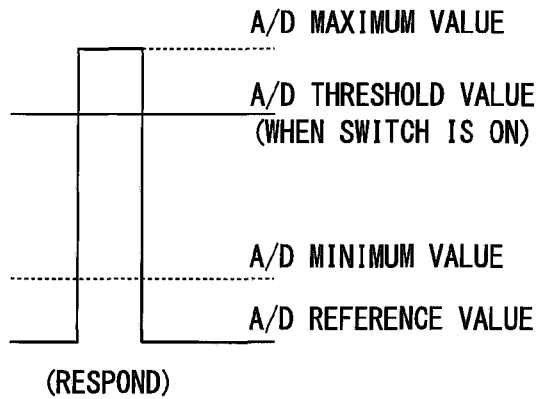 A/D MAXIMUM VALUE
A/D THRESHOLD VALUE
(WHEN SWITCH IS ON)
A/D MINIMUM VALUE
A/D REFERENCE VALUE
(RESPOND)